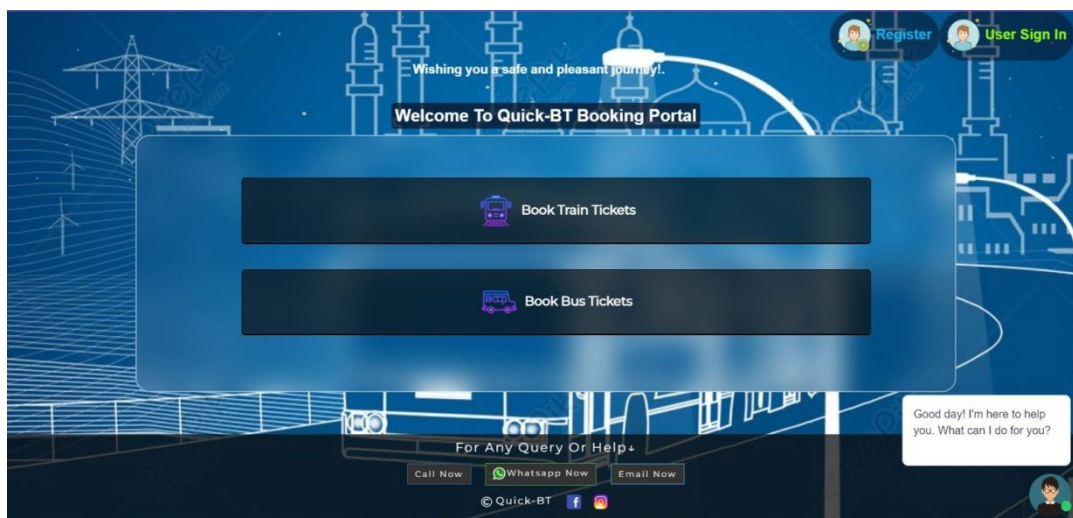 Register
User Sign In
Wishing you a safe and pleasant journey!.
Welcome To Quick-BT Booking Portal
Book Train Tickets
Book Bus Tickets
Good day! I'm here to help
you. What can I do for you?
For Any Query Or Help↓
Call Now
Whatsapp Now
Email Now
© Quick-BT